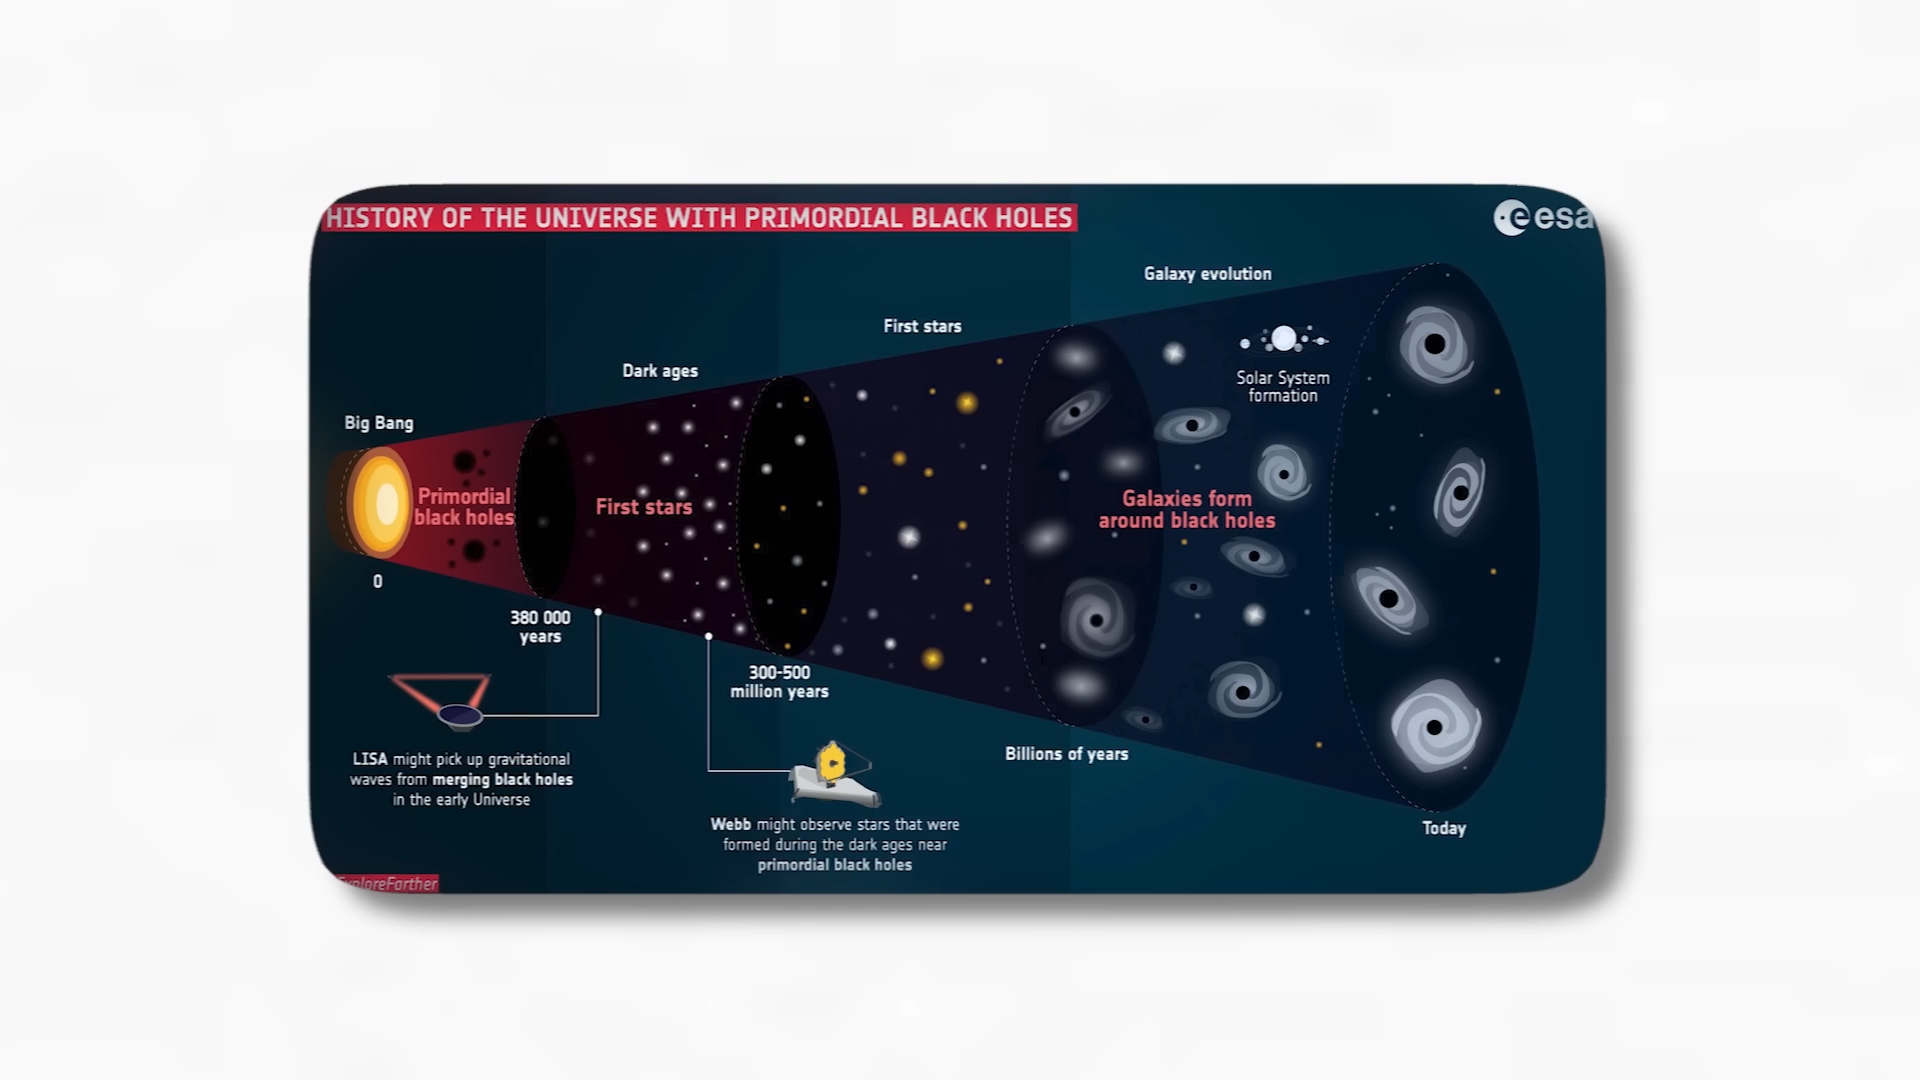 HISTORY OF THE UNIVERSE WITH PRIMORDIAL BLACK HOLES
esa
Galaxy evolution
First stars
Dark ages
Big Bang
Solar System
formation
Primordial
black holes
First stars
Galaxies form
around black holes
0
380 000
years
300-500
million years
Billions of years
Today
LISA might pick up gravitational
waves from merging black holes
in the early Universe
Webb might observe stars that were
formed during the dark ages near
primordial black holes
ExploreFarther